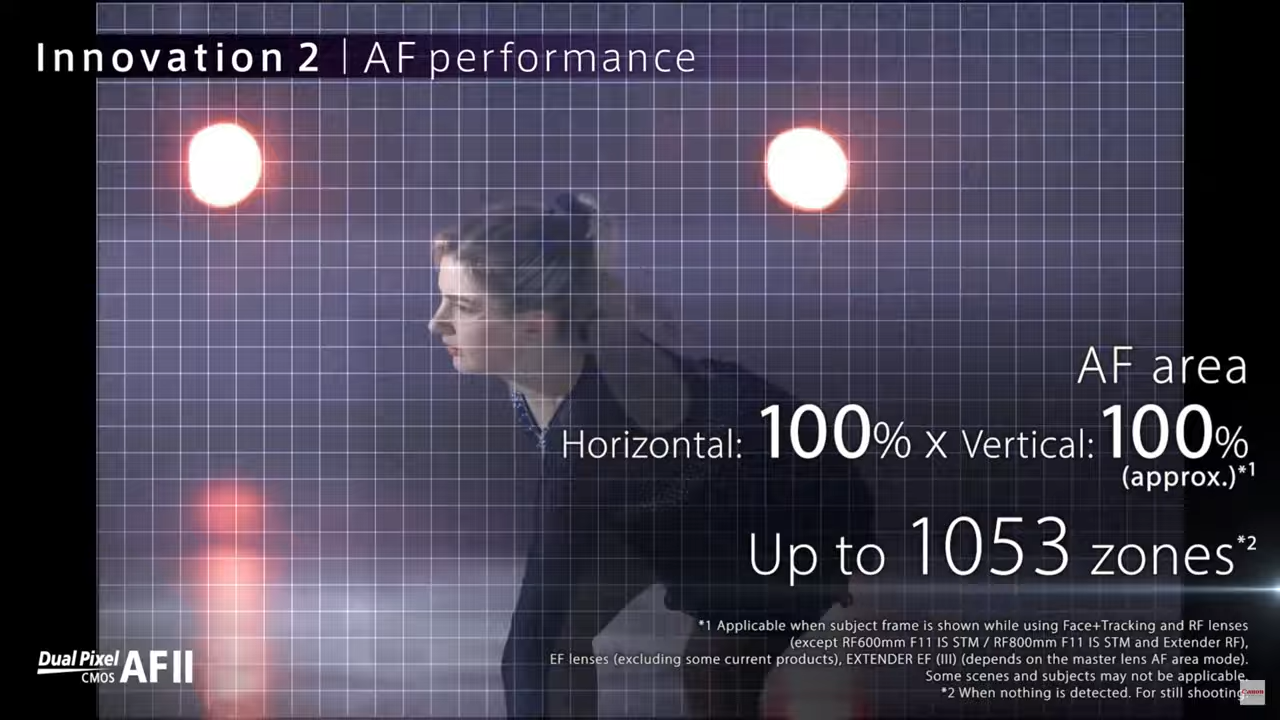 Innovation 2 | AF performance
AF area
Horizontal: 100% x Vertical: 100%
(approx.)*1
Up to 1053 zones*2
*1 Applicable when subject frame is shown while using Face+Tracking and RF lenses
(except RF600mm F11 IS STM / RF800mm F11 IS STM and Extender RF),
EF lenses (excluding some current products), EXTENDER EF (III) (depends on the master lens AF area mode).
Some scenes and subjects may not be applicable.
*2 When nothing is detected. For still shooting.
Dual Pixel
CMOS AF II
Canon